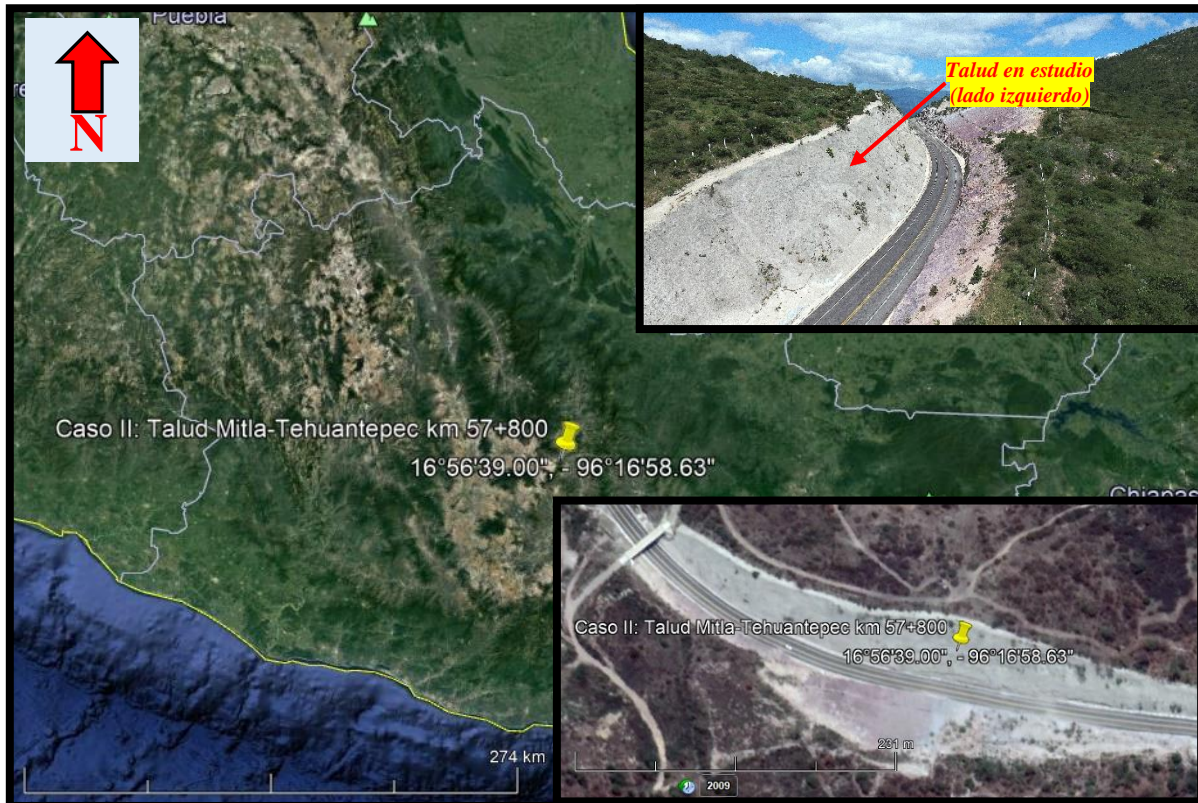 Puebla
N
Talud en estudio
(lado izquierdo)
Caso II: Talud Mitla-Tehuantepec km 57+800
16°56'39.00", - 96°16'58.63"
Chiapas
274 km
Caso II: Talud Mitla-Tehuantepec km 57+800
16°56'39.00", - 96°16'58.63"
231 m
2009